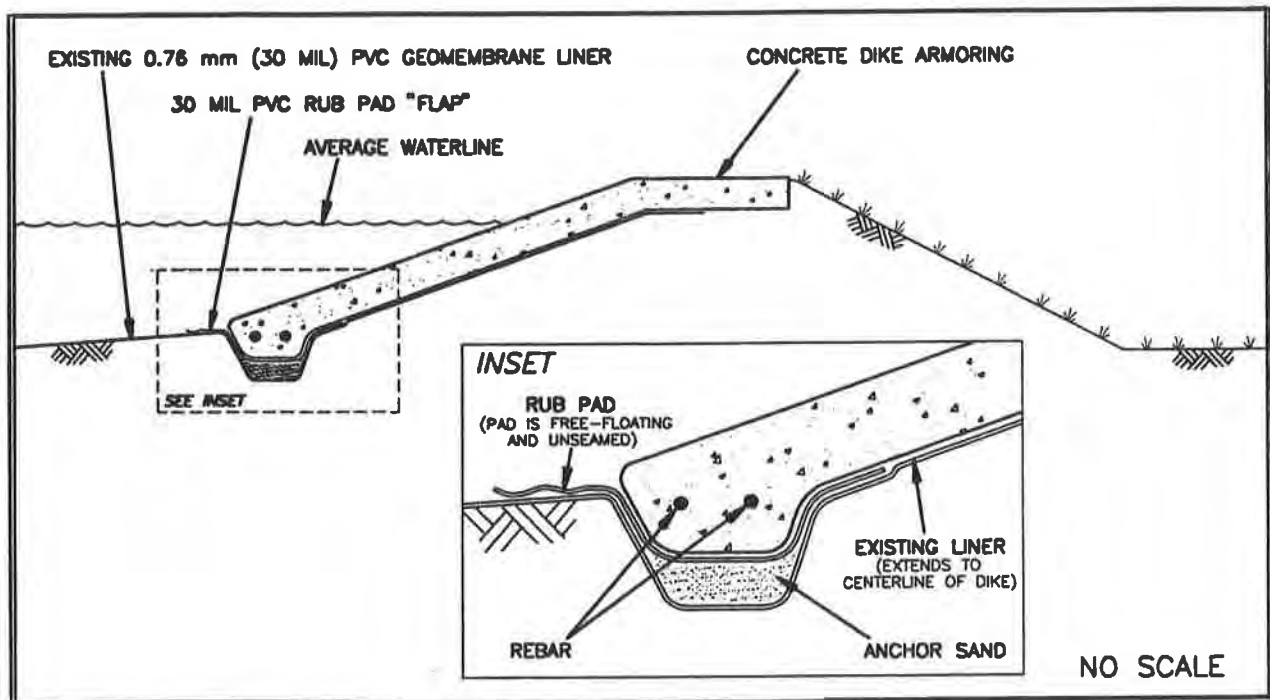 EXISTING 0.76 mm (30 MIL) PVC GEOMEMBRANE LINER
CONCRETE DIKE ARMORING
30 MIL PVC RUB PAD "FLAP"
AVERAGE WATERLINE
SEE INSET
INSET
RUB PAD
(PAD IS FREE-FLOATING
AND UNSEAMED)
EXISTING LINER
(EXTENDS TO
CENTERLINE OF DIKE)
REBAR
ANCHOR SAND
NO SCALE